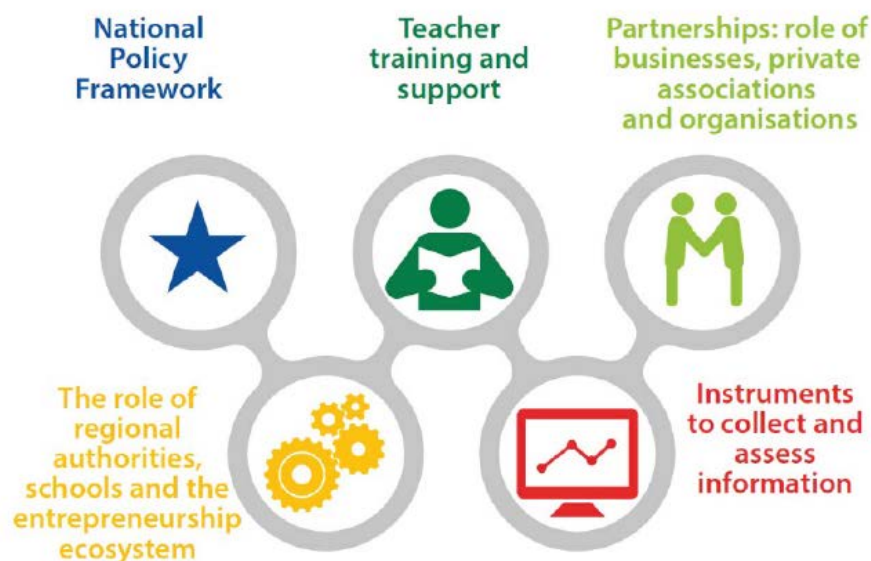 National
Policy
Framework
Teacher
training and
support
Partnerships: role of
businesses, private
associations
and organisations
The role of
regional
authorities,
schools and the
entrepreneurship
ecosystem
Instruments
to collect and
assess
information